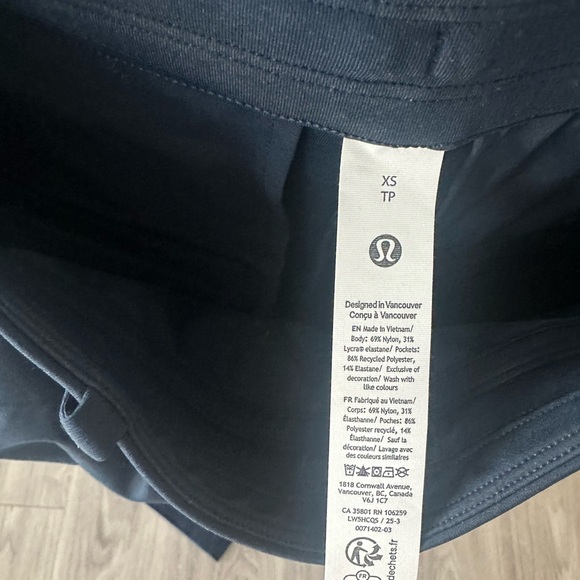 XS
TP
Designed in Vancouver
Conçu à Vancouver
EN Made in Vietnam/
Body: 69% Nylon, 31%
Lycra® elastane/ Pockets:
86% Recycled Polyester,
14% Elastane/ Exclusive of
decoration/ Wash with
like colours
FR Fabriqué au Vietnam/
Corps: 69% Nylon, 31%
Élasthanne/ Poches: 86%
Polyester recyclé, 14%
Élasthanne/ Sauf la
décoration/ Lavage avec
des couleurs similaires
1818 Cornwall Avenue,
Vancouver, BC, Canada
V6J 1C7
CA 35801 RN 106259
LW5HCQS / 25-3
0071402-03
FR